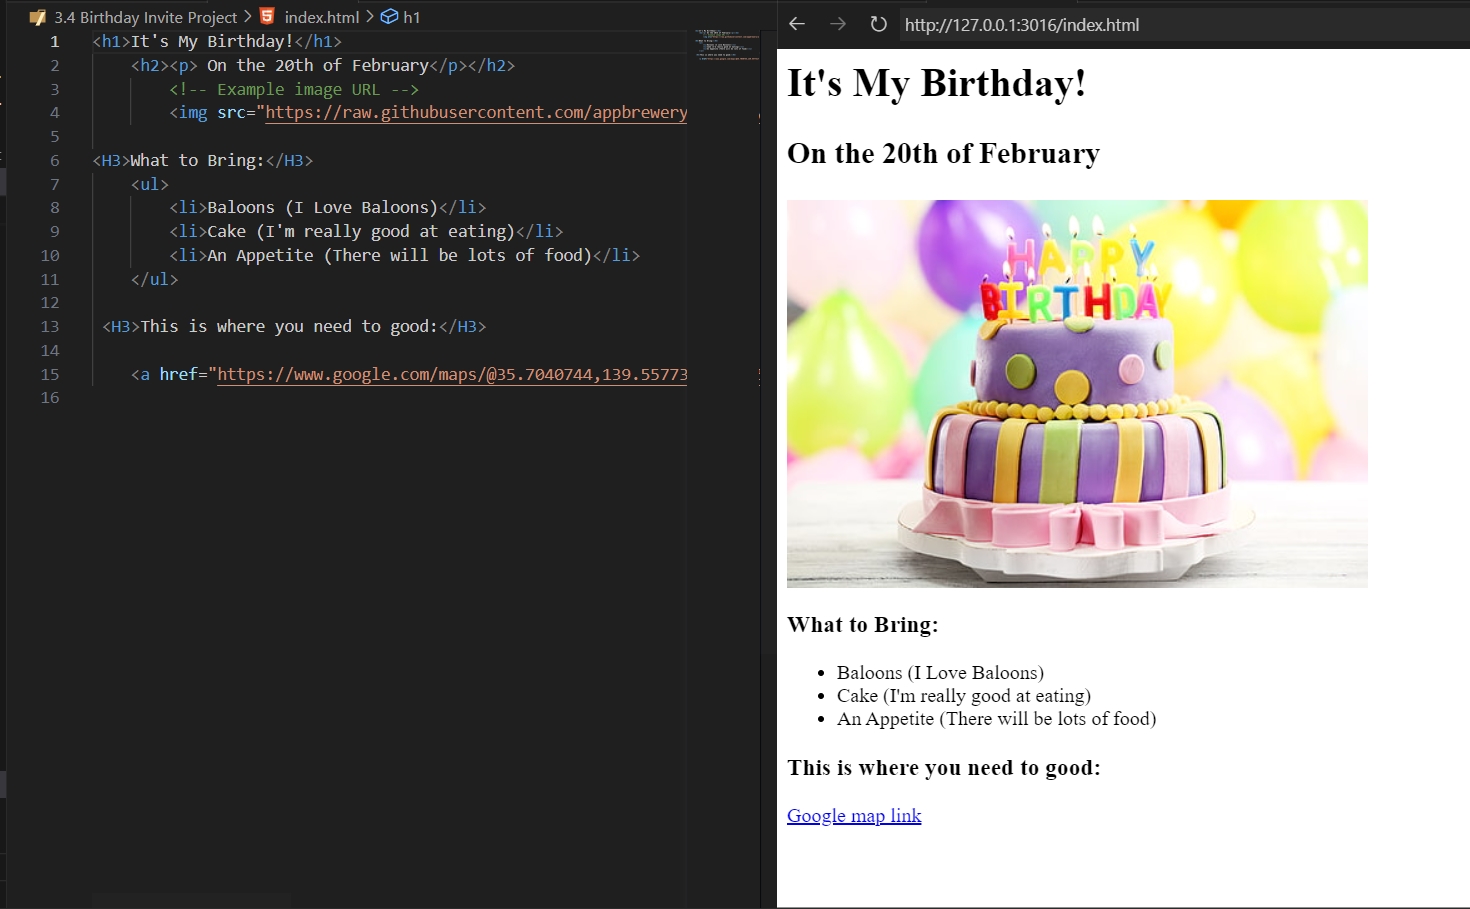 3.4 Birthday Invite Project > index.html > h1
1 <h1>It's My Birthday!</h1>
2 <h2><p> On the 20th of February</p></h2>
3 <!-- Example image URL -->
4 <img src="https://raw.githubusercontent.com/appbrewery
5
6 <H3>What to Bring:</H3>
7 <ul>
8 <li>Baloons (I Love Baloons)</li>
9 <li>Cake (I'm really good at eating)</li>
10 <li>An Appetite (There will be lots of food)</li>
11 </ul>
12
13 <H3>This is where you need to good:</H3>
14
15 <a href="https://www.google.com/maps/@35.7040744,139.55773
16
http://127.0.0.1:3016/index.html
It's My Birthday!
On the 20th of February
HAPPY
BIRTHDAY
What to Bring:
• Baloons (I Love Baloons)
• Cake (I'm really good at eating)
• An Appetite (There will be lots of food)
This is where you need to good:
Google map link